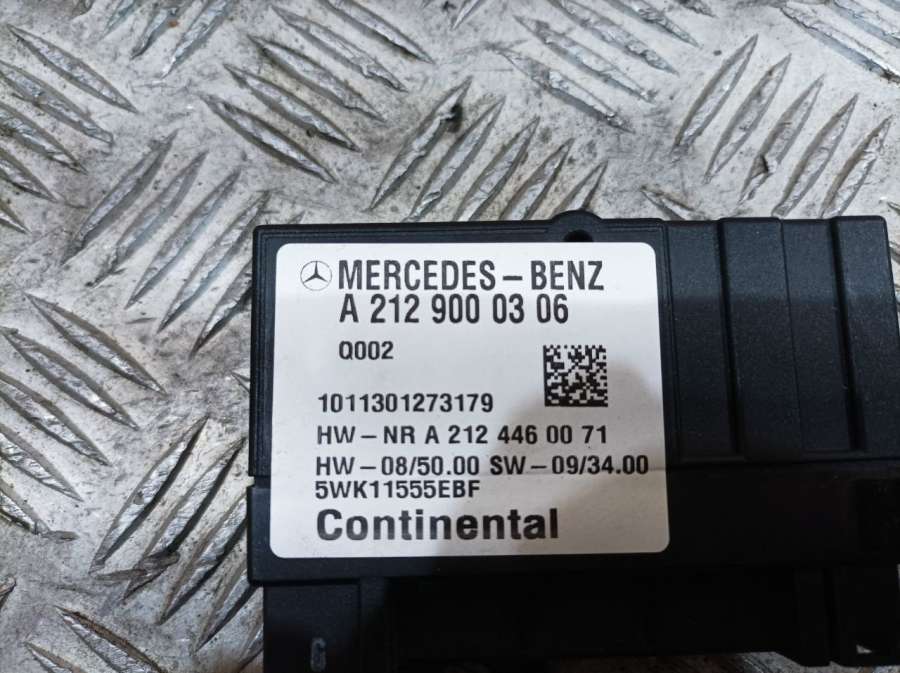 MERCEDES-BENZ
A 212 900 03 06
Q002
1011301273179
HW-NR A 212 446 00 71
HW-08/50.00 SW-09/34.00
5WK11555EBF
Continental